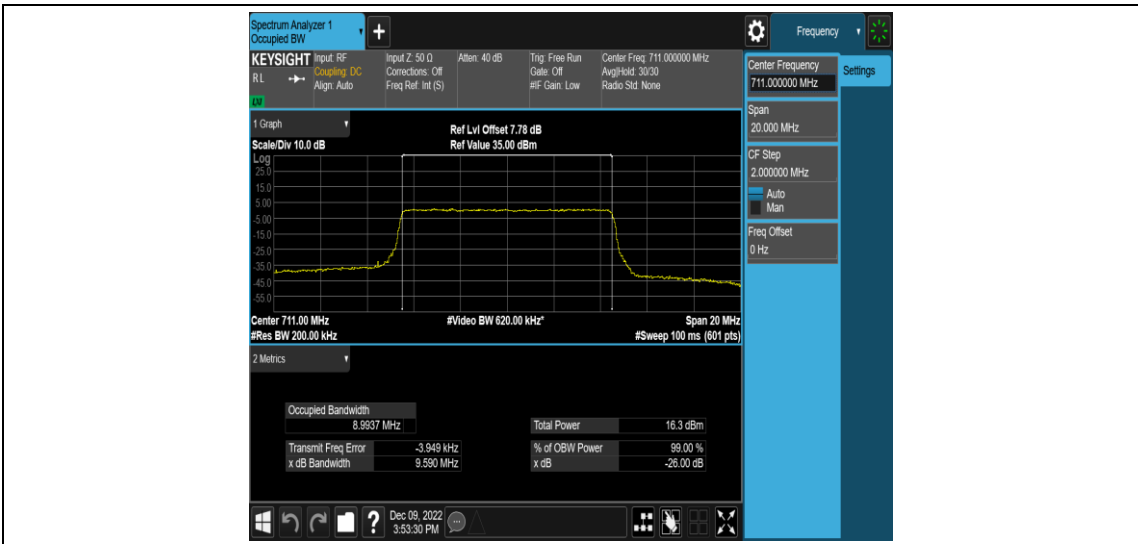 Spectrum Analyzer 1
Occupied BW
+
Frequency
KEYSIGHT
RL
LXI
Input: RF
Coupling: DC
Align: Auto
Input Z: 50 Ω
Corrections: Off
Freq Ref: Int (S)
Atten: 40 dB
Trig: Free Run
Gate: Off
#IF Gain: Low
Center Freq: 711.000000 MHz
Avg|Hold: 30/30
Radio Std: None
Center Frequency
711.000000 MHz
Settings
Span
20.000 MHz
CF Step
2.000000 MHz
Auto
Man
Freq Offset
0 Hz
1 Graph
Scale/Div 10.0 dB
Ref Lvl Offset 7.78 dB
Ref Value 35.00 dBm
Log
25.0
15.0
5.00
-5.00
-15.0
-25.0
-35.0
-45.0
-55.0
Center 711.00 MHz
#Video BW 620.00 kHz*
Span 20 MHz
#Res BW 200.00 kHz
#Sweep 100 ms (601 pts)
2 Metrics
Occupied Bandwidth
8.9937 MHz
Total Power 16.3 dBm
Transmit Freq Error -3.949 kHz
% of OBW Power 99.00 %
x dB Bandwidth 9.590 MHz
x dB -26.00 dB
?
Dec 09, 2022
3:53:30 PM